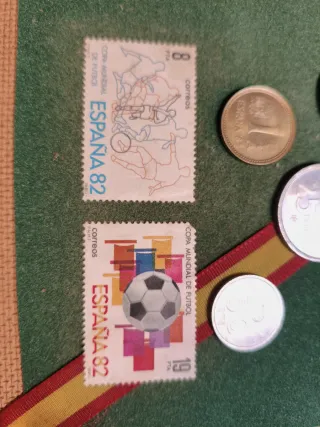 8
PTA
COPA MUNDIAL
DE FUTBOL
correos
ESPAÑA 82
correos
COPA MUNDIAL DE FUTBOL
ESPAÑA 82
19
PTA